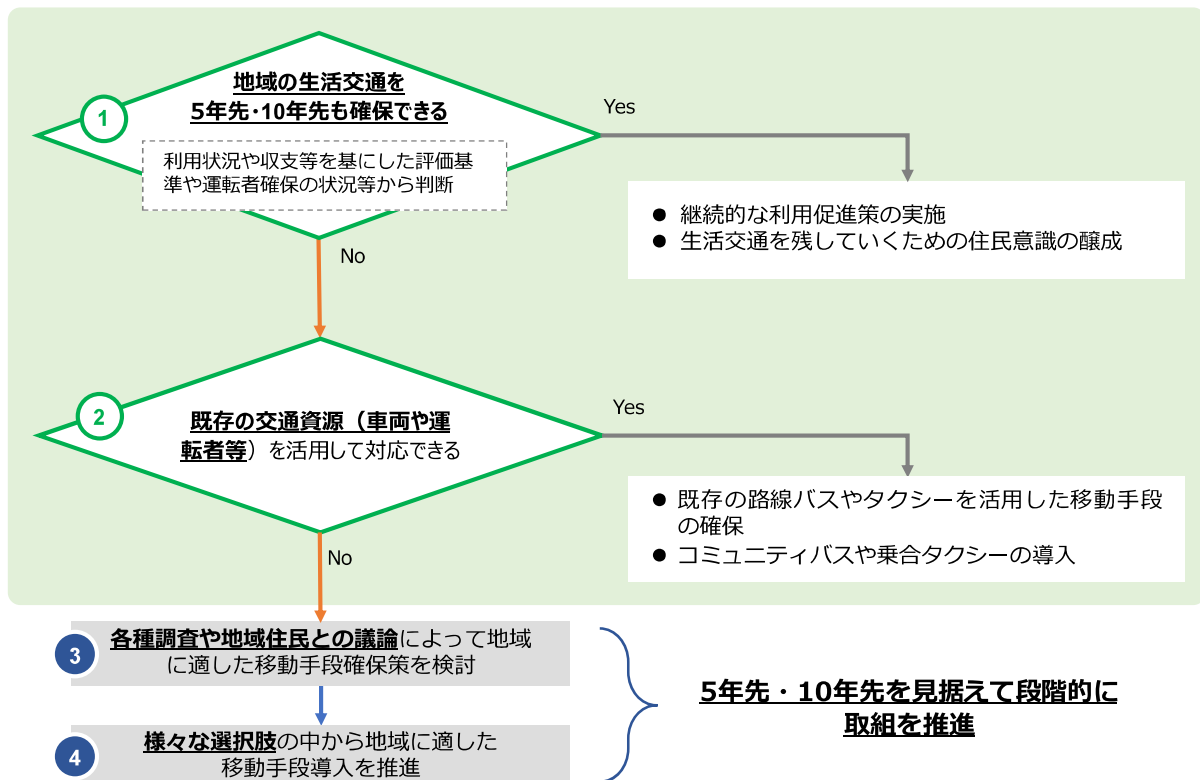 1
地域の生活交通を
5年先・10年先も確保できる
利用状況や収支等を基にした評価基
準や運転者確保の状況等から判断
Yes
● 継続的な利用促進策の実施
● 生活交通を残していくための住民意識の醸成
No
2
既存の交通資源（車両や運
転者等）を活用して対応できる
Yes
● 既存の路線バスやタクシーを活用した移動手段
の確保
● コミュニティバスや乗合タクシーの導入
No
3
各種調査や地域住民との議論によって地域
に適した移動手段確保策を検討
4
様々な選択肢の中から地域に適した
移動手段導入を推進
5年先・10年先を見据えて段階的に
取組を推進